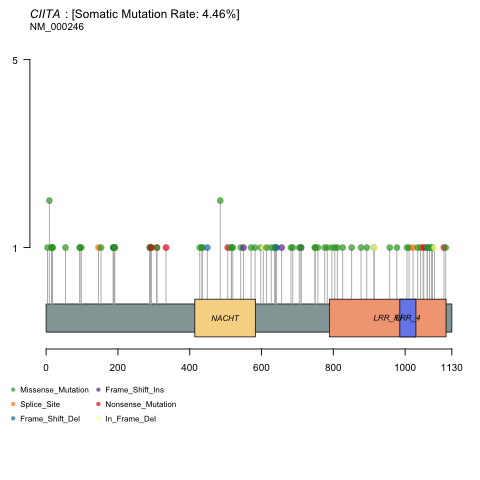 CIITA : [Somatic Mutation Rate: 4.46%]
NM_000246
5
1
NACHT
LRR_4
0 200 400 600 800 1000 1130
Missense_Mutation Frame_Shift_Ins
Splice_Site Nonsense_Mutation
Frame_Shift_Del In_Frame_Del